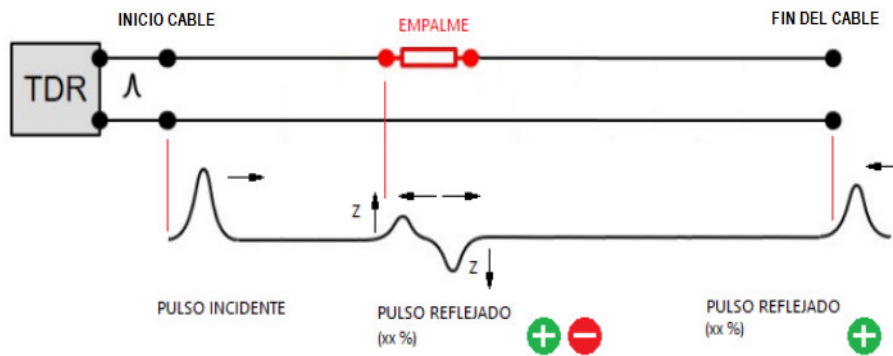 INICIO CABLE
EMPALME
FIN DEL CABLE
TDR
Z
Z
PULSO INCIDENTE
PULSO REFLEJADO
(xx %)
PULSO REFLEJADO
(xx %)